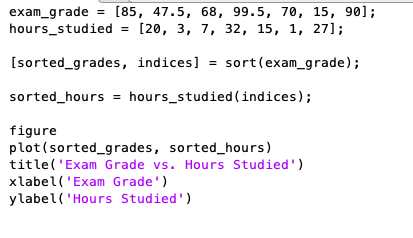 exam_grade = [85, 47.5, 68, 99.5, 70, 15, 90];
hours_studied = [20, 3, 7, 32, 15, 1, 27];
[sorted_grades, indices] = sort(exam_grade);
sorted_hours = hours_studied(indices);
figure
plot(sorted_grades, sorted_hours)
title('Exam Grade vs. Hours Studied')
xlabel('Exam Grade')
ylabel('Hours Studied')